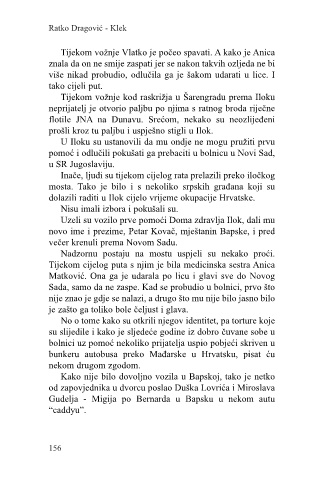 Ratko Dragović - Klek
Tijekom vožnje Vlatko je počeo spavati. A kako je Anica
znala da on ne smije zaspati jer se nakon takvih ozljeda ne bi
više nikad probudio, odlučila ga je šakom udarati u lice. I
tako cijeli put.
Tijekom vožnje kod raskrižja u Šarengradu prema Iloku
neprijatelj je otvorio paljbu po njima s ratnog broda riječne
flotile JNA na Dunavu. Srećom, nekako su neozlijeđeni
prošli kroz tu paljbu i uspješno stigli u Ilok.
U Iloku su ustanovili da mu ondje ne mogu pružiti prvu
pomoć i odlučili pokušati ga prebaciti u bolnicu u Novi Sad,
u SR Jugoslaviju.
Inače, ljudi su tijekom cijelog rata prelazili preko iločkog
mosta. Tako je bilo i s nekoliko srpskih građana koji su
dolazili raditi u Ilok cijelo vrijeme okupacije Hrvatske.
Nisu imali izbora i pokušali su.
Uzeli su vozilo prve pomoći Doma zdravlja Ilok, dali mu
novo ime i prezime, Petar Kovač, mještanin Bapske, i pred
večer krenuli prema Novom Sadu.
Nadzornu postaju na mostu uspjeli su nekako proći.
Tijekom cijelog puta s njim je bila medicinska sestra Anica
Matković. Ona ga je udarala po licu i glavi sve do Novog
Sada, samo da ne zaspe. Kad se probudio u bolnici, prvo što
nije znao je gdje se nalazi, a drugo što mu nije bilo jasno bilo
je zašto ga toliko bole čeljust i glava.
No o tome kako su otkrili njegov identitet, pa torture koje
su slijedile i kako je sljedeće godine iz dobro čuvane sobe u
bolnici uz pomoć nekoliko prijatelja uspio pobjeći skriven u
bunkeru autobusa preko Mađarske u Hrvatsku, pisat ću
nekom drugom zgodom.
Kako nije bilo dovoljno vozila u Bapskoj, tako je netko
od zapovjednika u dvorcu poslao Duška Lovrića i Miroslava
Gudelja - Migija po Bernarda u Bapsku u nekom autu
“caddyu”.
156